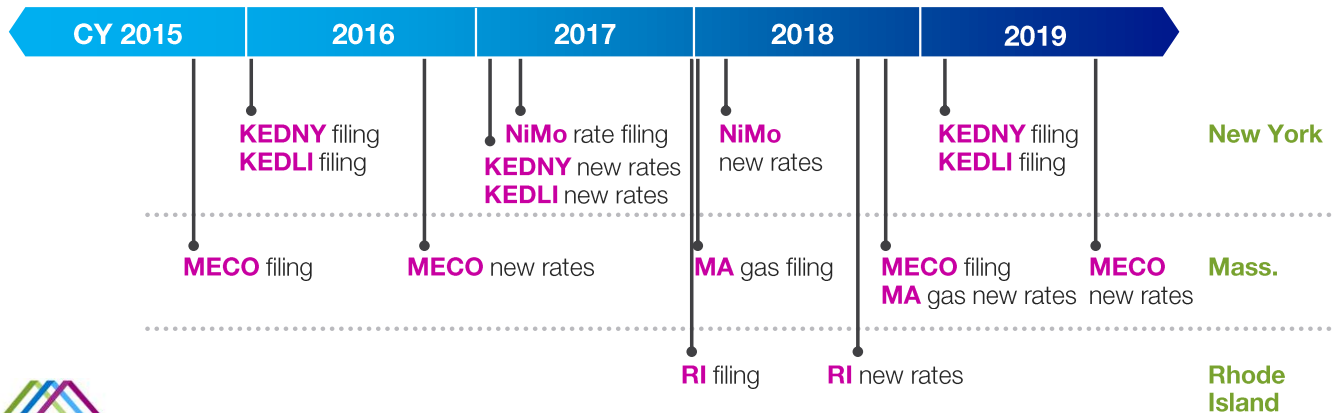 CY 2015
2016
2017
2018
2019
KEDNY filing
KEDLI filing
NiMo rate filing
KEDNY new rates
KEDLI new rates
NiMo
new rates
KEDNY filing
KEDLI filing
New York
MECO filing
MECO new rates
MA gas filing
MECO filing
MA gas new rates
MECO
new rates
Mass.
RI filing
RI new rates
Rhode
Island